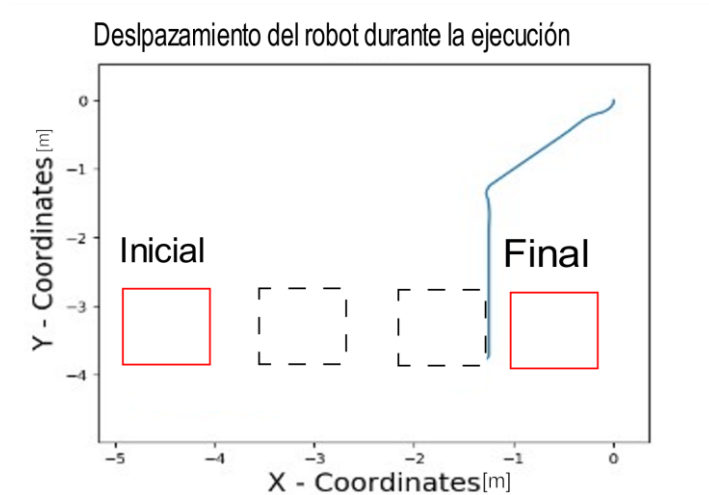 Deslpazamiento del robot durante la ejecución
Y - Coordinates [m]
0
−1
−2
−3
−4
Inicial
Final
−5
−4
−3
−2
−1
0
X - Coordinates[m]